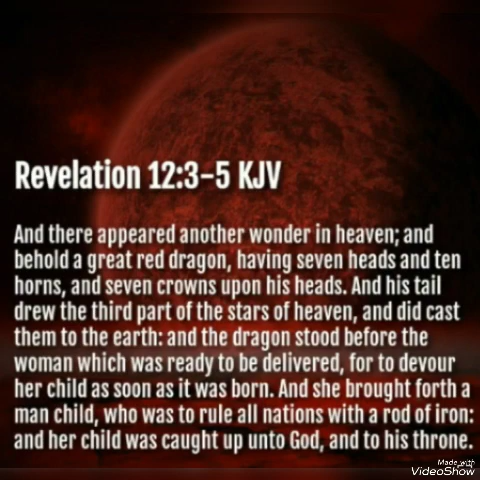 Revelation 12:3-5 KJV
And there appeared another wonder in heaven; and
behold a great red dragon, having seven heads and ten
horns, and seven crowns upon his heads. And his tail
drew the third part of the stars of heaven, and did cast
them to the earth: and the dragon stood before the
woman which was ready to be delivered, for to devour
her child as soon as it was born. And she brought forth a
man child, who was to rule all nations with a rod of iron:
and her child was caught up unto God, and to his throne.
Made with
VideoShow